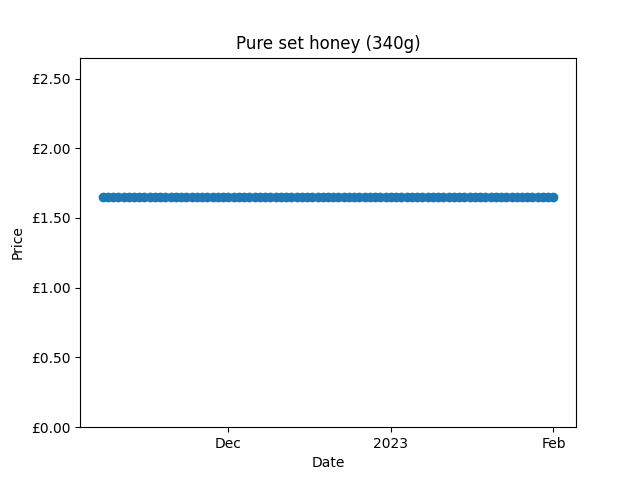 Pure set honey (340g)
£2.50
£2.00
£1.50
£1.00
£0.50
£0.00
Price
Dec
2023
Feb
Date